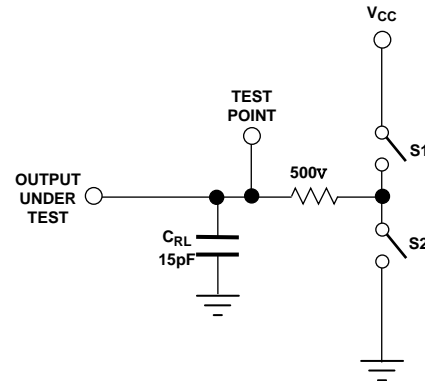 VCC
TEST
POINT
S1
500v
OUTPUT
UNDER
TEST
CRL
15pF
S2